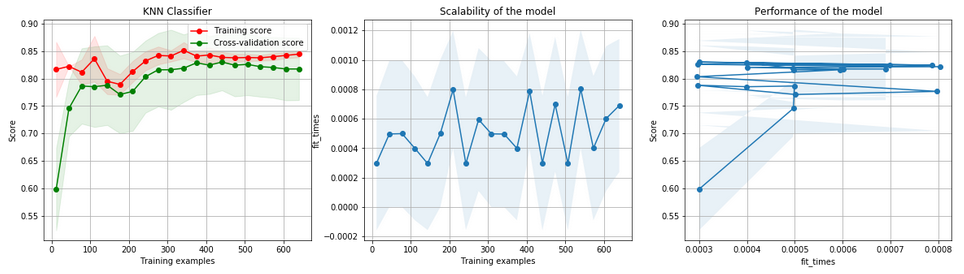 KNN Classifier
Training score
Cross-validation score
Score
0.90
0.85
0.80
0.75
0.70
0.65
0.60
0.55
0 100 200 300 400 500 600
Training examples
Scalability of the model
fit_times
0.0012
0.0010
0.0008
0.0006
0.0004
0.0002
0.0000
−0.0002
0 100 200 300 400 500 600
Training examples
Performance of the model
Score
0.90
0.85
0.80
0.75
0.70
0.65
0.60
0.55
0.0003 0.0004 0.0005 0.0006 0.0007 0.0008
fit_times